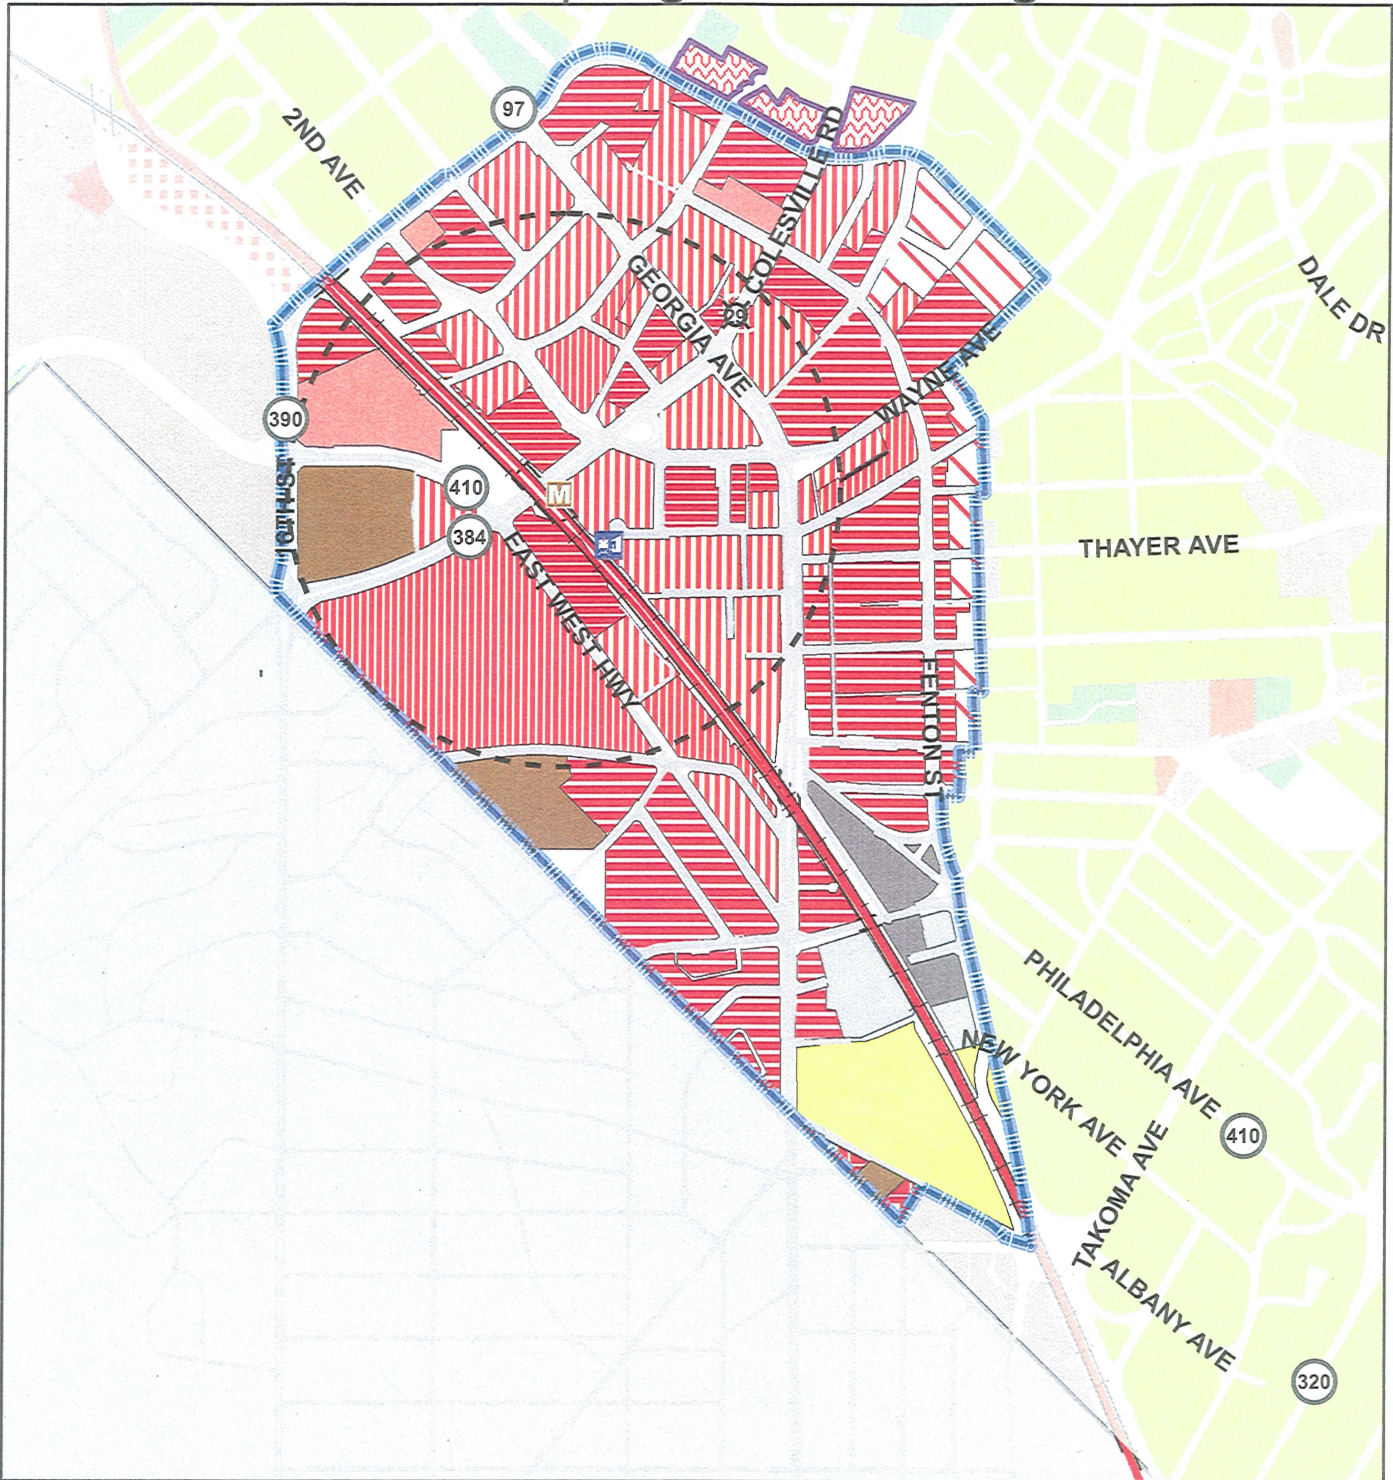 97
2ND AVE
COLESVILLE RD
DALE DR
GEORGIA AVE
29
WAYNE AVE
390
16TH ST
410
M
384
EAST WEST HWY
THAYER AVE
FENTON ST
PHILADELPHIA AVE
NEW YORK AVE
410
TAKOMA AVE
ALBANY AVE
320